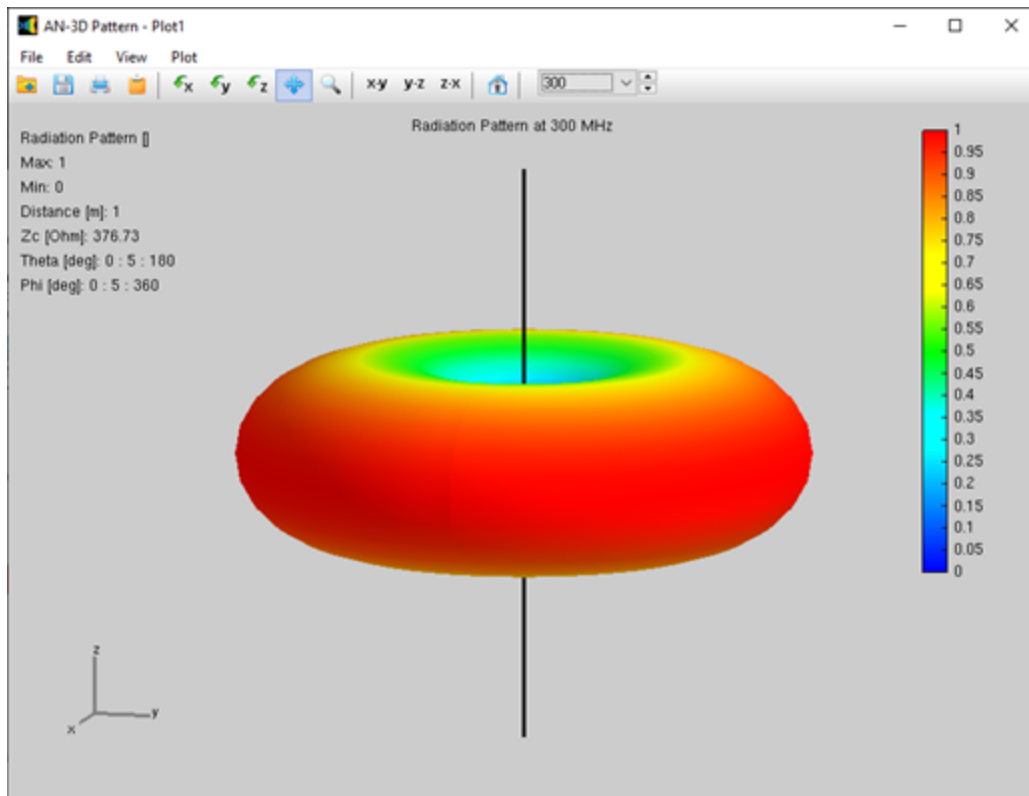 AN-3D Pattern - Plot1
File Edit View Plot
x y z x-y y-z z-x 300
Radiation Pattern at 300 MHz
Radiation Pattern []
Max: 1
Min: 0
Distance [m]: 1
Zc [Ohm]: 376.73
Theta [deg]: 0 : 5 : 180
Phi [deg]: 0 : 5 : 360
1
0.95
0.9
0.85
0.8
0.75
0.7
0.65
0.6
0.55
0.5
0.45
0.4
0.35
0.3
0.25
0.2
0.15
0.1
0.05
0
z
y
x